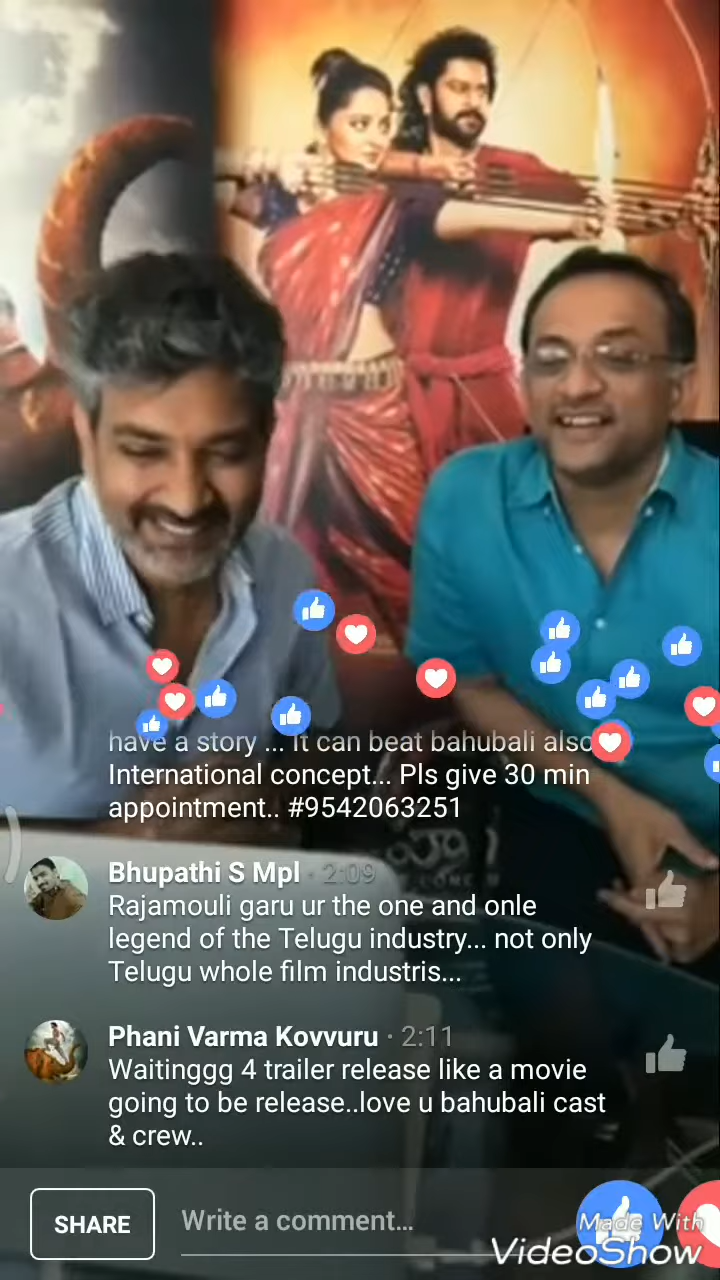 have a story ... It can beat bahubali also
International concept... Pls give 30 min
appointment.. #9542063251
Bhupathi S Mpl · 2:09
Rajamouli garu ur the one and onle
legend of the Telugu industry... not only
Telugu whole film industris...
Phani Varma Kovvuru · 2:11
Waitinggg 4 trailer release like a movie
going to be release..love u bahubali cast
& crew..
SHARE
Write a comment...
Made With
VideoShow